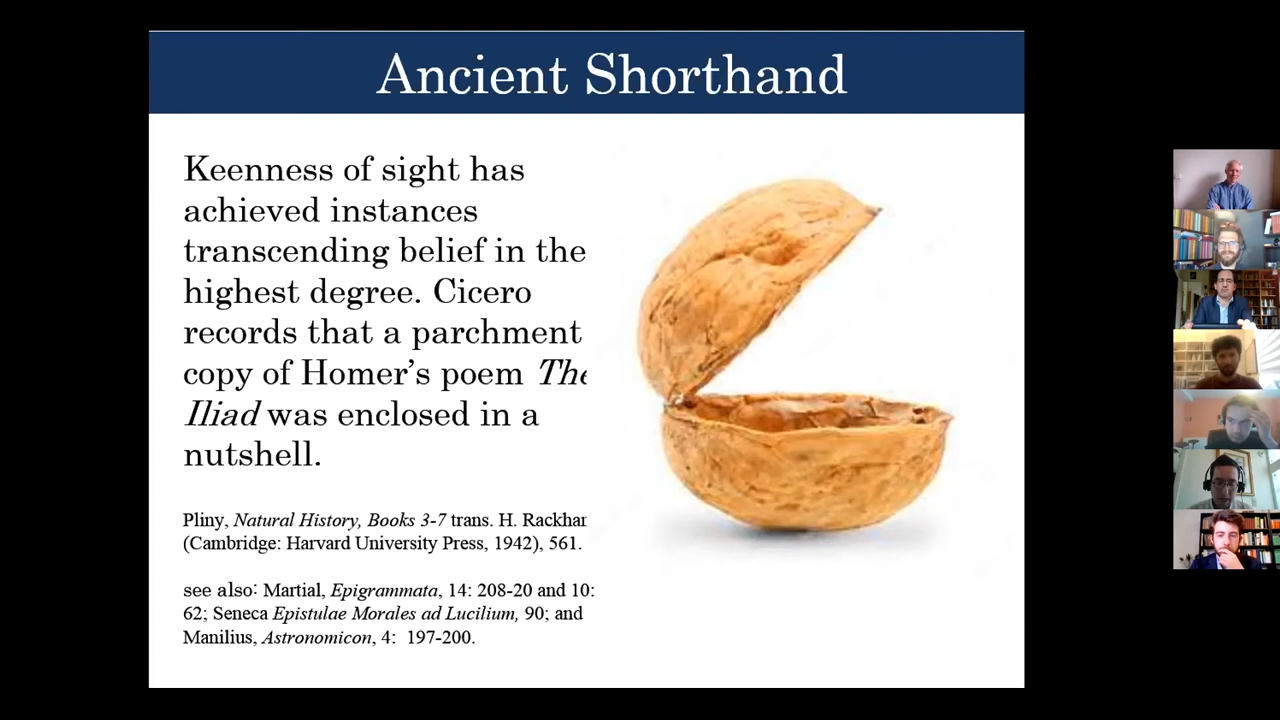 Ancient Shorthand
Keenness of sight has
achieved instances
transcending belief in the
highest degree. Cicero
records that a parchment
copy of Homer's poem The
Iliad was enclosed in a
nutshell.
Pliny, Natural History, Books 3-7 trans. H. Rackham
(Cambridge: Harvard University Press, 1942), 561.
see also: Martial, Epigrammata, 14: 208-20 and 10:
62; Seneca Epistulae Morales ad Lucilium, 90; and
Manilius, Astronomicon, 4: 197-200.